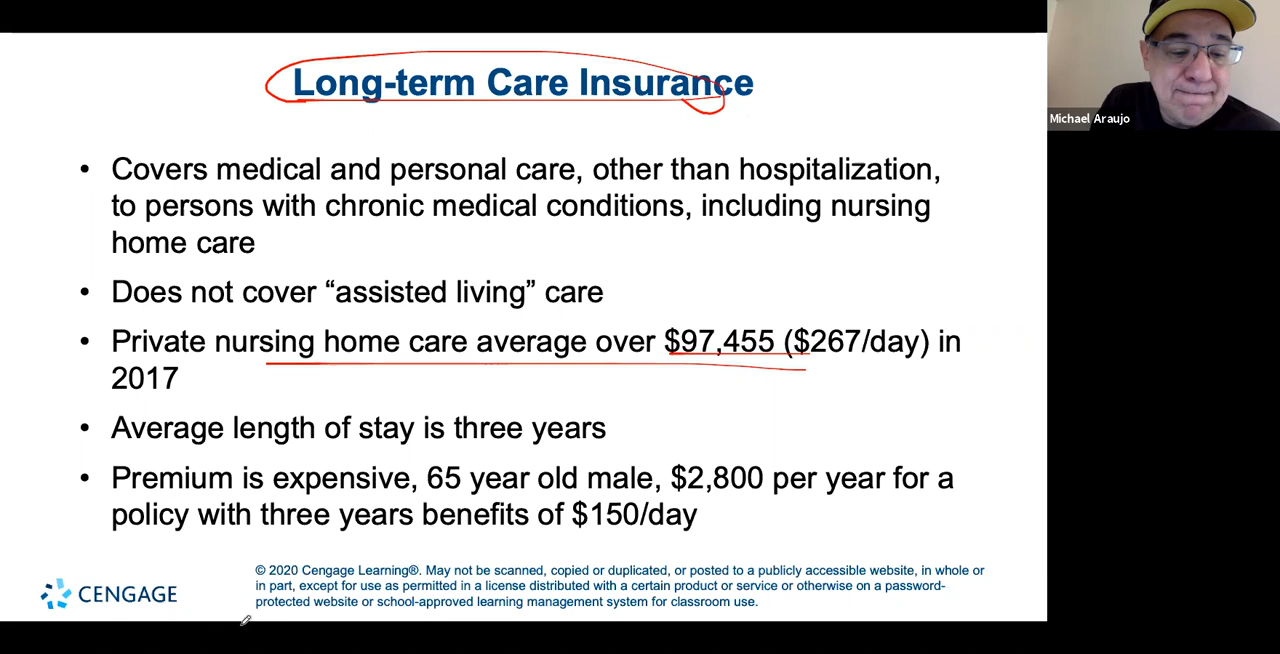 Long-term Care Insurance
Michael Araujo
• Covers medical and personal care, other than hospitalization,
to persons with chronic medical conditions, including nursing
home care
• Does not cover “assisted living” care
• Private nursing home care average over $97,455 ($267/day) in
2017
• Average length of stay is three years
• Premium is expensive, 65 year old male, $2,800 per year for a
policy with three years benefits of $150/day
© 2020 Cengage Learning®. May not be scanned, copied or duplicated, or posted to a publicly accessible website, in whole or
in part, except for use as permitted in a license distributed with a certain product or service or otherwise on a password-
protected website or school-approved learning management system for classroom use.
CENGAGE